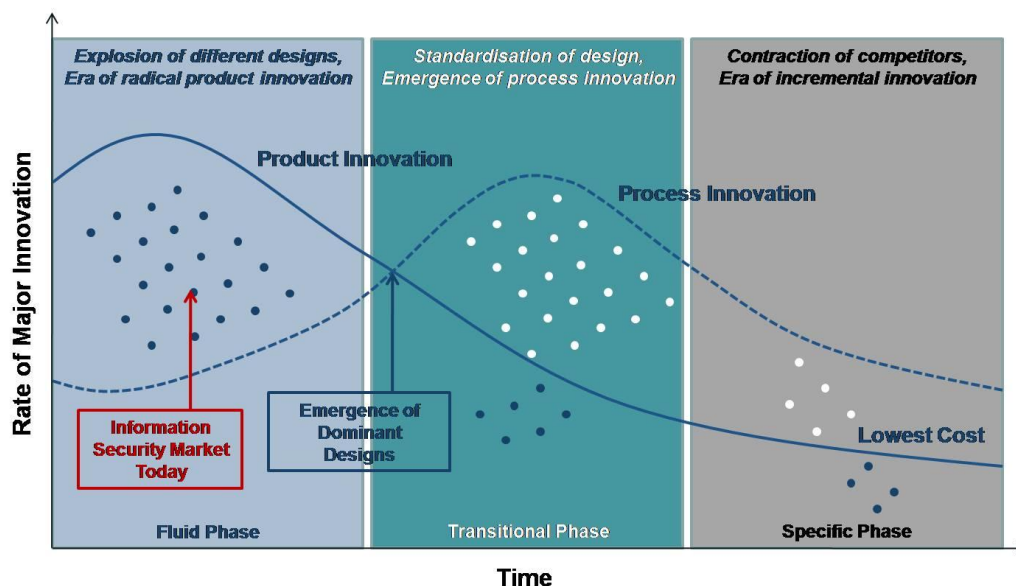 Explosion of different designs,
Era of radical product innovation
Standardisation of design,
Emergence of process innovation
Contraction of competitors,
Era of incremental innovation
Product Innovation
Process Innovation
Rate of Major Innovation
Information
Security Market
Today
Emergence of
Dominant
Designs
Lowest Cost
Fluid Phase
Transitional Phase
Specific Phase
Time